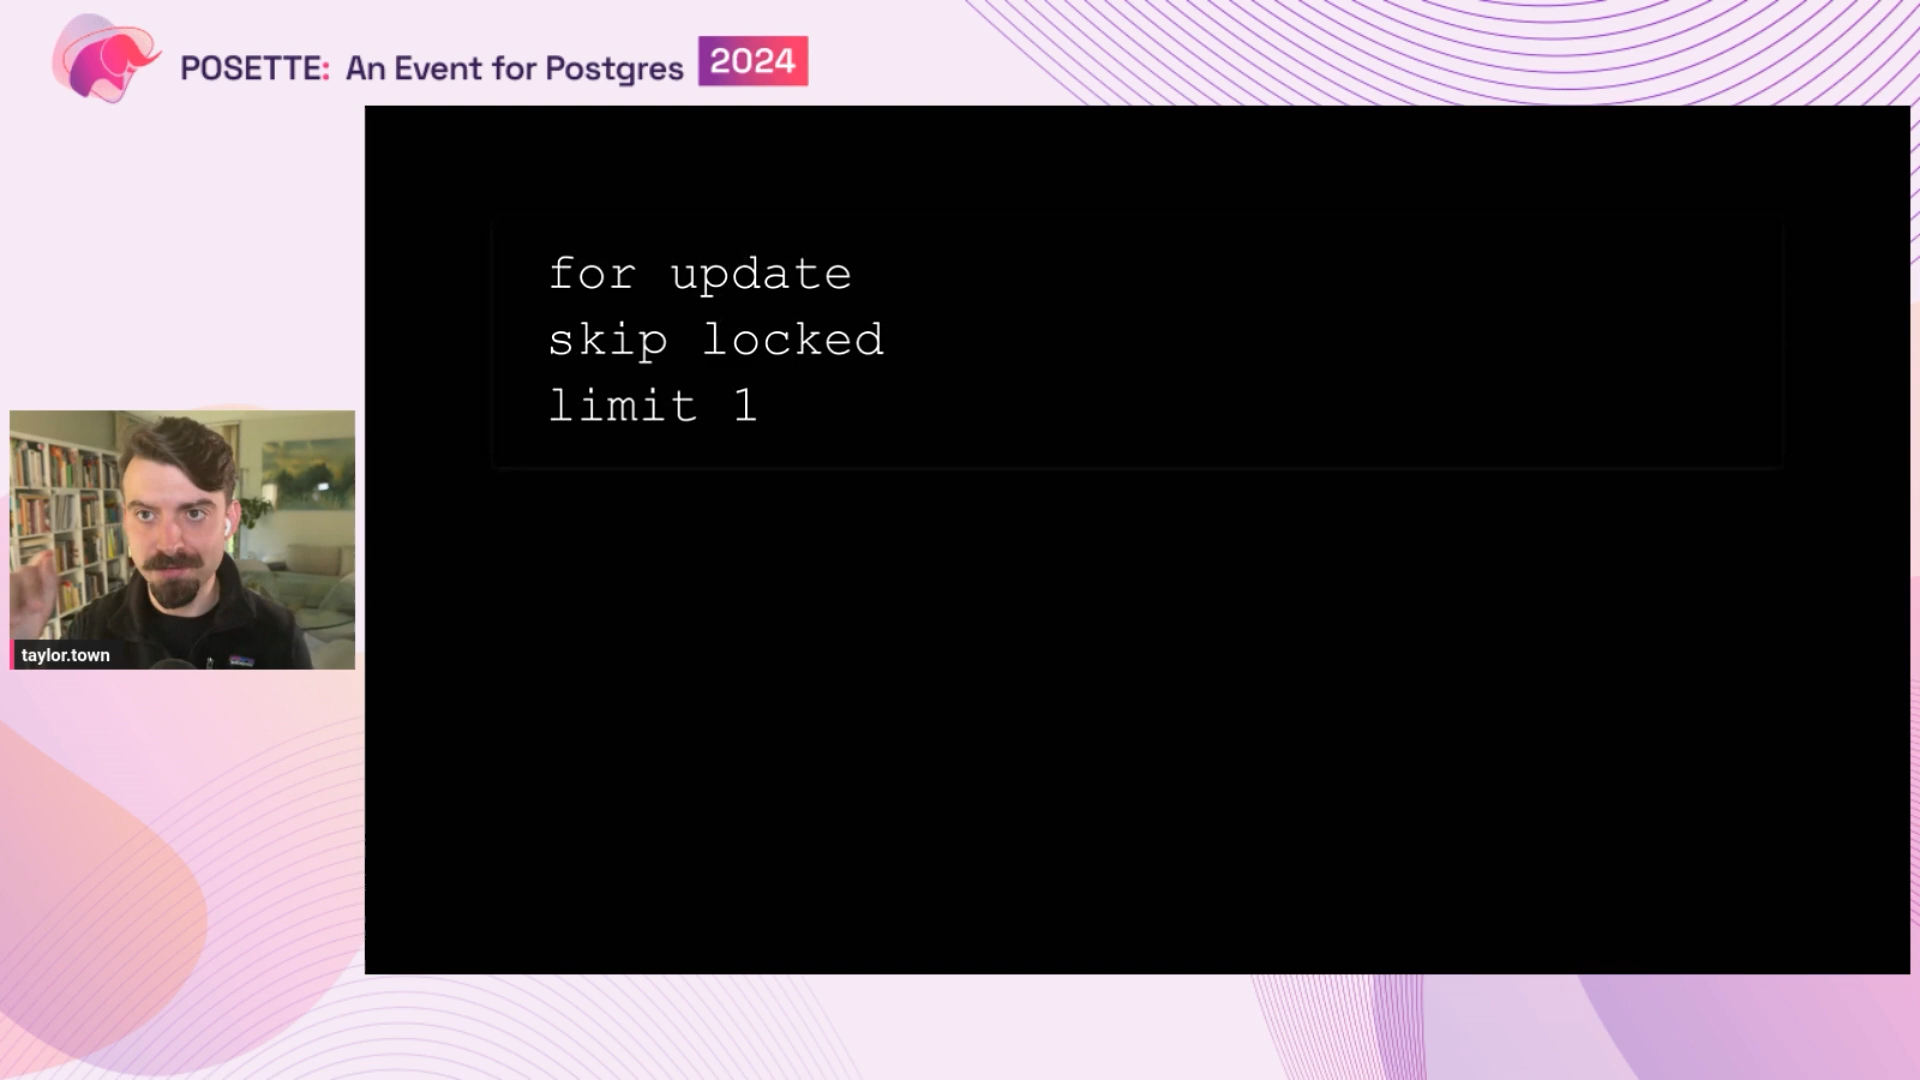 POSETTE: An Event for Postgres 2024
for update
skip locked
limit 1
taylor.town